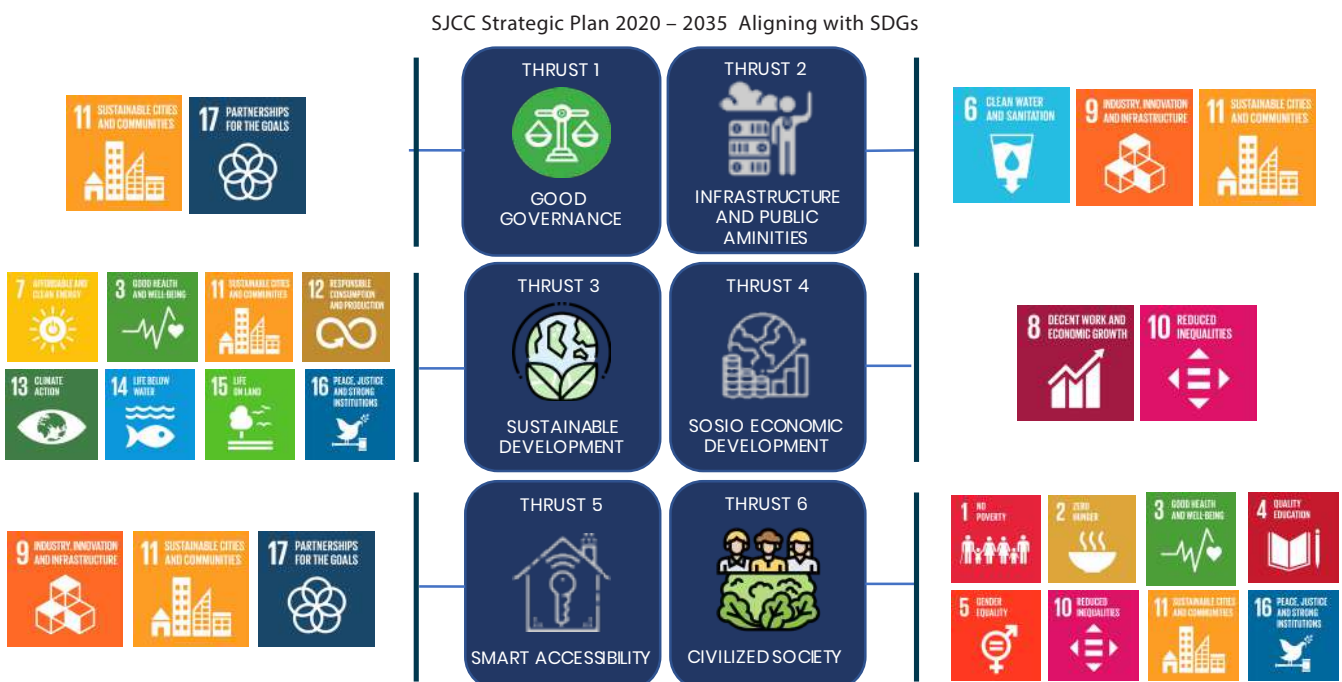 SJCC Strategic Plan 2020 – 2035 Aligning with SDGs
11 SUSTAINABLE CITIES
AND COMMUNITIES
17 PARTNERSHIPS
FOR THE GOALS
THRUST 1
GOOD
GOVERNANCE
THRUST 2
INFRASTRUCTURE
AND PUBLIC
AMINITIES
6 CLEAN WATER
AND SANITATION
9 INDUSTRY, INNOVATION
AND INFRASTRUCTURE
11 SUSTAINABLE CITIES
AND COMMUNITIES
7 AFFORDABLE AND
CLEAN ENERGY
3 GOOD HEALTH
AND WELL-BEING
11 SUSTAINABLE CITIES
AND COMMUNITIES
12 RESPONSIBLE
CONSUMPTION
AND PRODUCTION
13 CLIMATE
ACTION
14 LIFE BELOW
WATER
15 LIFE
ON LAND
16 PEACE, JUSTICE
AND STRONG
INSTITUTIONS
THRUST 3
SUSTAINABLE
DEVELOPMENT
THRUST 4
SOSIO ECONOMIC
DEVELOPMENT
8 DECENT WORK AND
ECONOMIC GROWTH
10 REDUCED
INEQUALITIES
9 INDUSTRY, INNOVATION
AND INFRASTRUCTURE
11 SUSTAINABLE CITIES
AND COMMUNITIES
17 PARTNERSHIPS
FOR THE GOALS
THRUST 5
SMART ACCESSIBILITY
THRUST 6
CIVILIZED SOCIETY
1 NO
POVERTY
2 ZERO
HUNGER
3 GOOD HEALTH
AND WELL-BEING
4 QUALITY
EDUCATION
5 GENDER
EQUALITY
10 REDUCED
INEQUALITIES
11 SUSTAINABLE CITIES
AND COMMUNITIES
16 PEACE, JUSTICE
AND STRONG
INSTITUTIONS